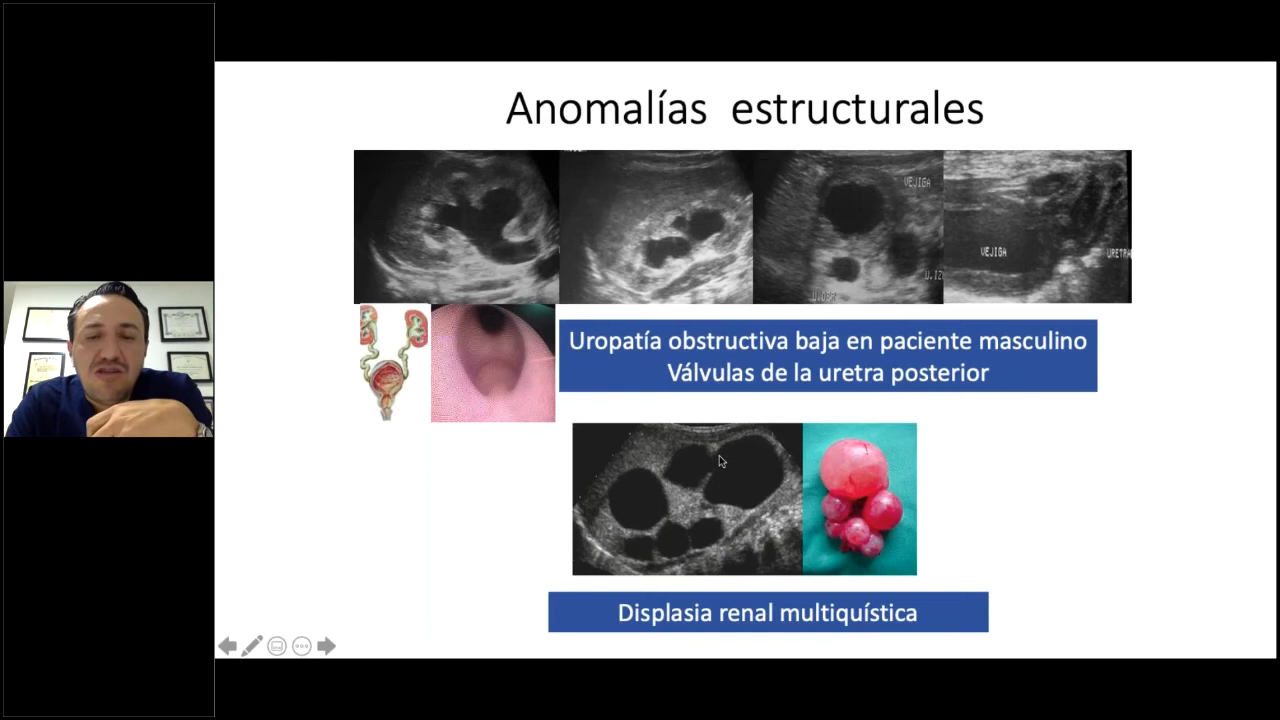 Anomalías estructurales
VEJIGA
VEJIGA
URETRA
Uropatía obstructiva baja en paciente masculino
Válvulas de la uretra posterior
Displasia renal multiquística